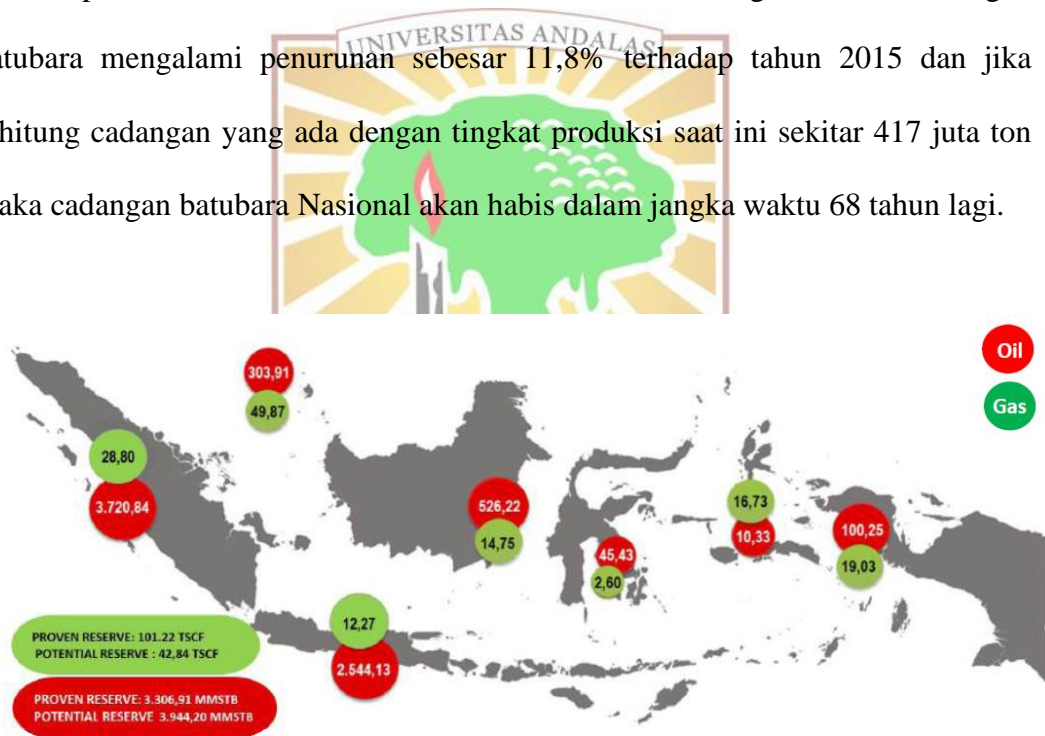 UNIVERSITAS ANDALAS
atubara mengalami penurunan sebesar 11,8% terhadap tahun 2015 dan jika
hitung cadangan yang ada dengan tingkat produksi saat ini sekitar 417 juta ton
aka cadangan batubara Nasional akan habis dalam jangka waktu 68 tahun lagi.
Oil
303,91
Gas
49,87
28,80
3.720,84
526,22
14,75
16,73
10,33
100,25
45,43
19,03
2,60
12,27
2.544,13
PROVEN RESERVE: 101.22 TSCF
POTENTIAL RESERVE : 42,84 TSCF
PROVEN RESERVE: 3.306,91 MMSTB
POTENTIAL RESERVE 3.944,20 MMSTB